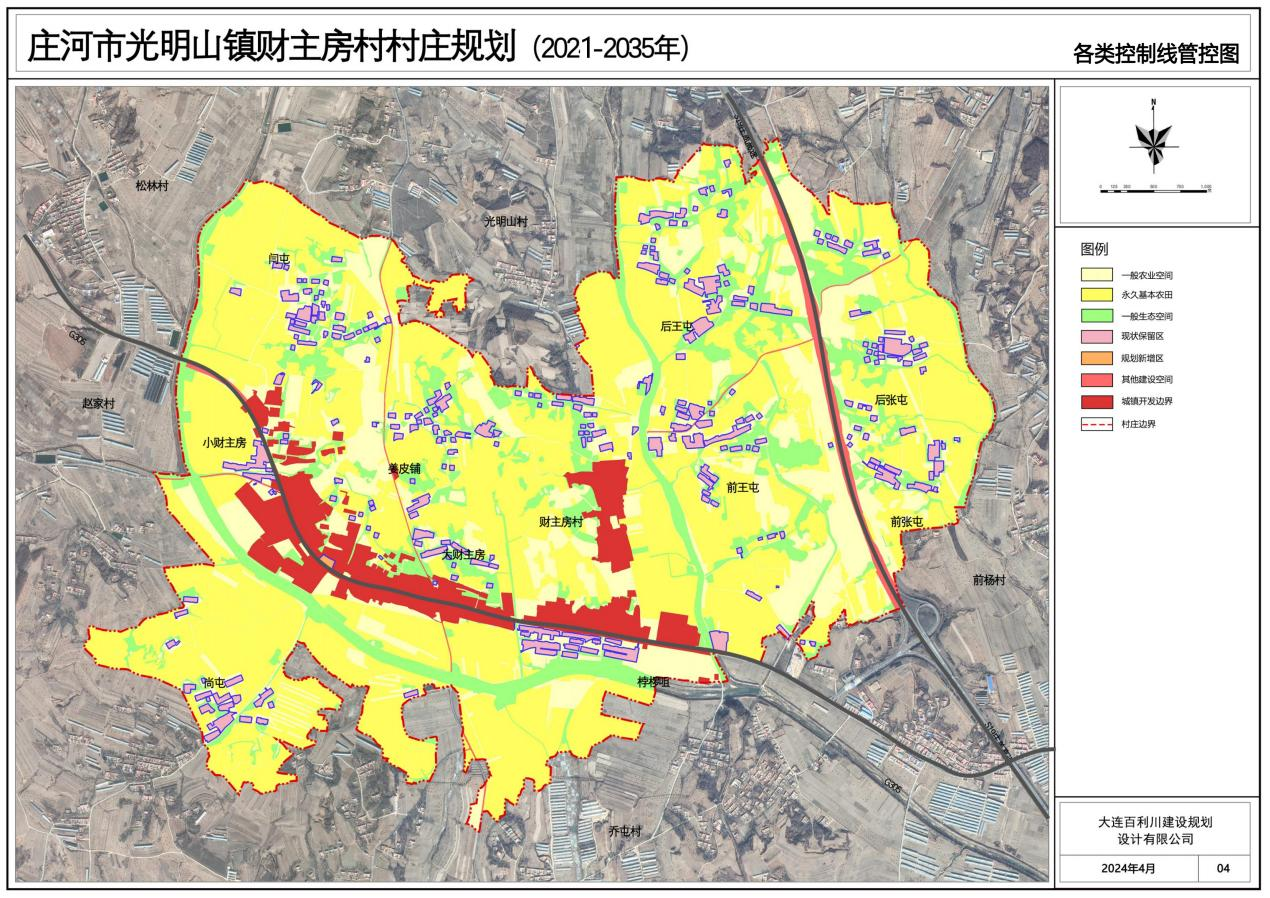 庄河市光明山镇财主房村村庄规划（2021-2035年）
各类控制线管控图
松林村
光明山村
闫屯
后王屯
G305
赵家村
小财主房
姜皮铺
后张屯
前王屯
财主房村
前张屯
大财主房
前杨村
尚屯
桲椤咀
G305
乔屯村
N
图例
一般农业空间
永久基本农田
一般生态空间
现状保留区
规划新增区
其他建设空间
城镇开发边界
村庄边界
大连百利川建设规划
设计有限公司
2024年4月
04